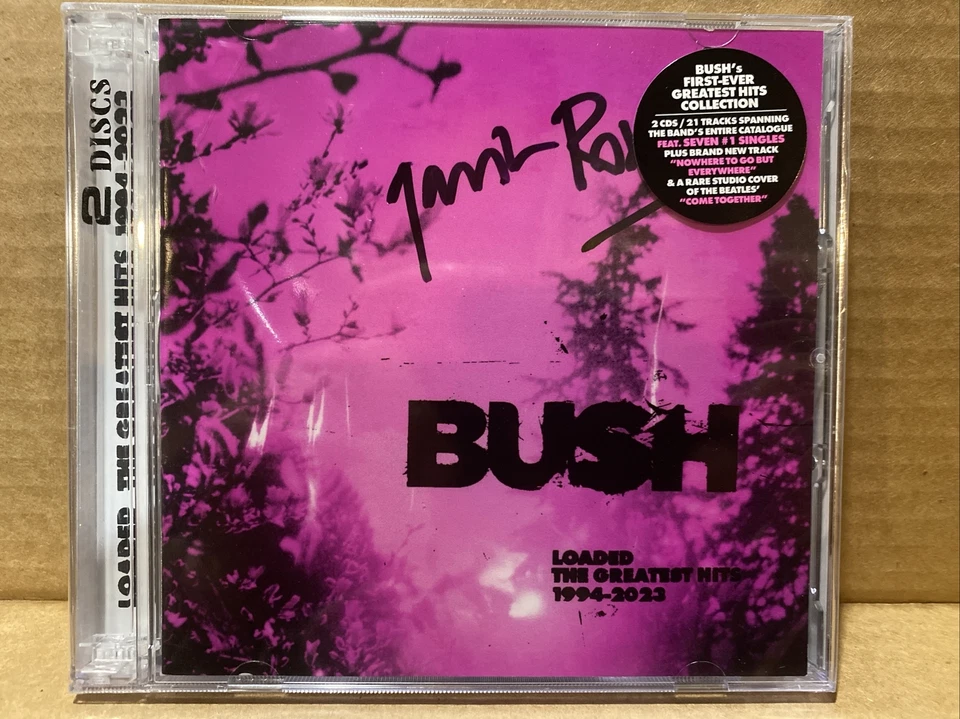 2 DISCS
LOADED THE GREATEST HITS 1994-2023
BUSH's
FIRST-EVER
GREATEST HITS
COLLECTION
2 CDS / 21 TRACKS SPANNING
THE BAND'S ENTIRE CATALOGUE
FEAT. SEVEN #1 SINGLES
PLUS BRAND NEW TRACK
"NOWHERE TO GO BUT
EVERYWHERE"
& A RARE STUDIO COVER
OF THE BEATLES'
"COME TOGETHER"
BUSH
LOADED
THE GREATEST HITS
1994-2023